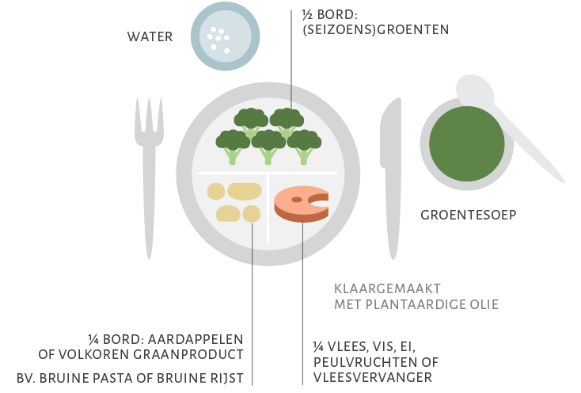 WATER
½ BORD:
(SEIZOENS)GROENTEN
GROENTESOEP
KLAARGEMAAKT
MET PLANTAARDIGE OLIE
¼ BORD: AARDAPPELEN
OF VOLKOREN GRAANPRODUCT
BV. BRUINE PASTA OF BRUINE RIJST
¼ VLEES, VIS, EI,
PEULVRUCHTEN OF
VLEESVERVANGER